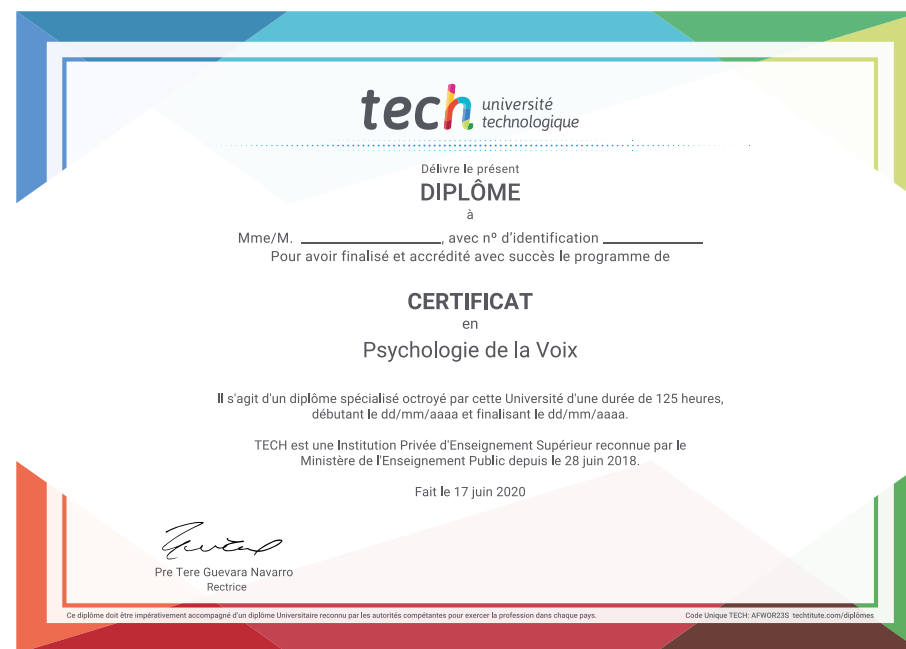 tech université
technologique
Délivre le présent
DIPLÔME
à
Mme/M. ____________________, avec nº d'identification ______________
Pour avoir finalisé et accrédité avec succès le programme de
CERTIFICAT
en
Psychologie de la Voix
Il s'agit d'un diplôme spécialisé octroyé par cette Université d'une durée de 125 heures,
débutant le dd/mm/aaaa et finalisant le dd/mm/aaaa.
TECH est une Institution Privée d'Enseignement Supérieur reconnue par le
Ministère de l'Enseignement Public depuis le 28 juin 2018.
Fait le 17 juin 2020
Pre Tere Guevara Navarro
Rectrice
Ce diplôme doit être impérativement accompagné d'un diplôme Universitaire reconnu par les autorités compétantes pour exercer la profession dans chaque pays.
Code Unique TECH: AFWOR23S techtitute.com/diplômes